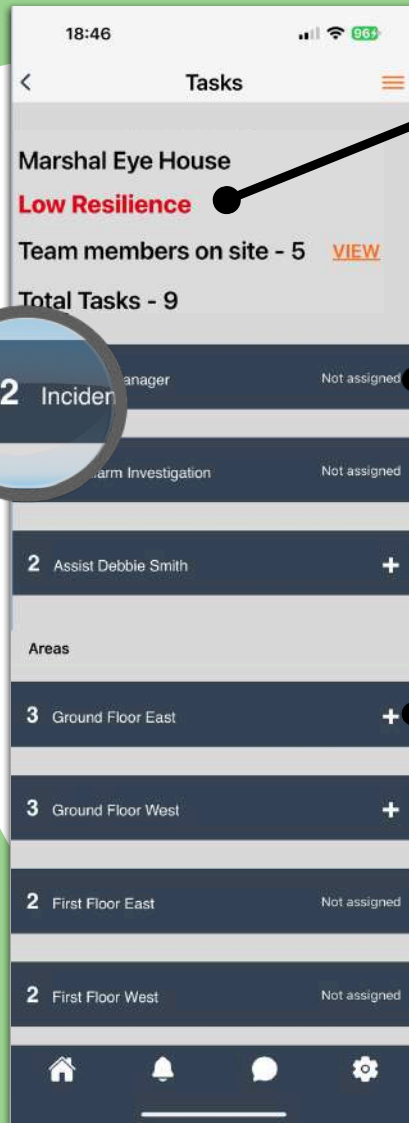 18:46 96
Tasks
Marshal Eye House
Low Resilience
Team members on site - 5 VIEW
Total Tasks - 9
2 Inciden anager Not assigned
arm Investigation Not assigned
2 Assist Debbie Smith +
Areas
3 Ground Floor East +
3 Ground Floor West +
2 First Floor East Not assigned
2 First Floor West Not assigned